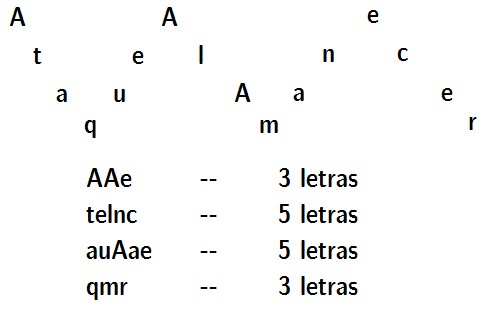 A A e
t e l n c
a u A a e
q m r
AAe -- 3 letras
telnc -- 5 letras
auAae -- 5 letras
qmr -- 3 letras